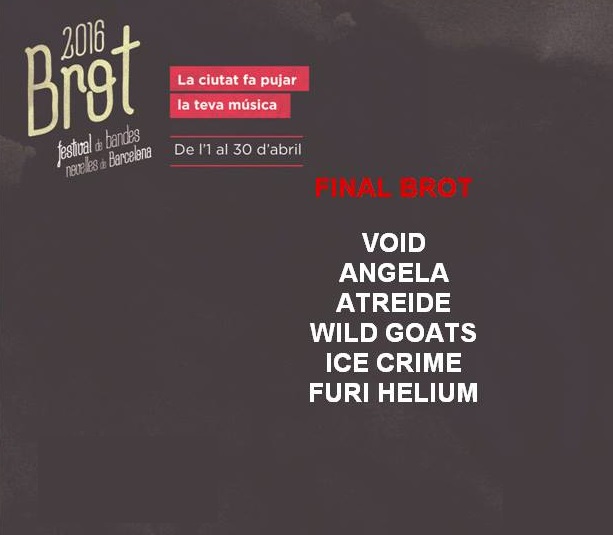 2016
Brot
festival de bandes
novelles de Barcelona
La ciutat fa pujar
la teva música
De l'1 al 30 d'abril
FINAL BROT
VOID
ANGELA
ATREIDE
WILD GOATS
ICE CRIME
FURI HELIUM